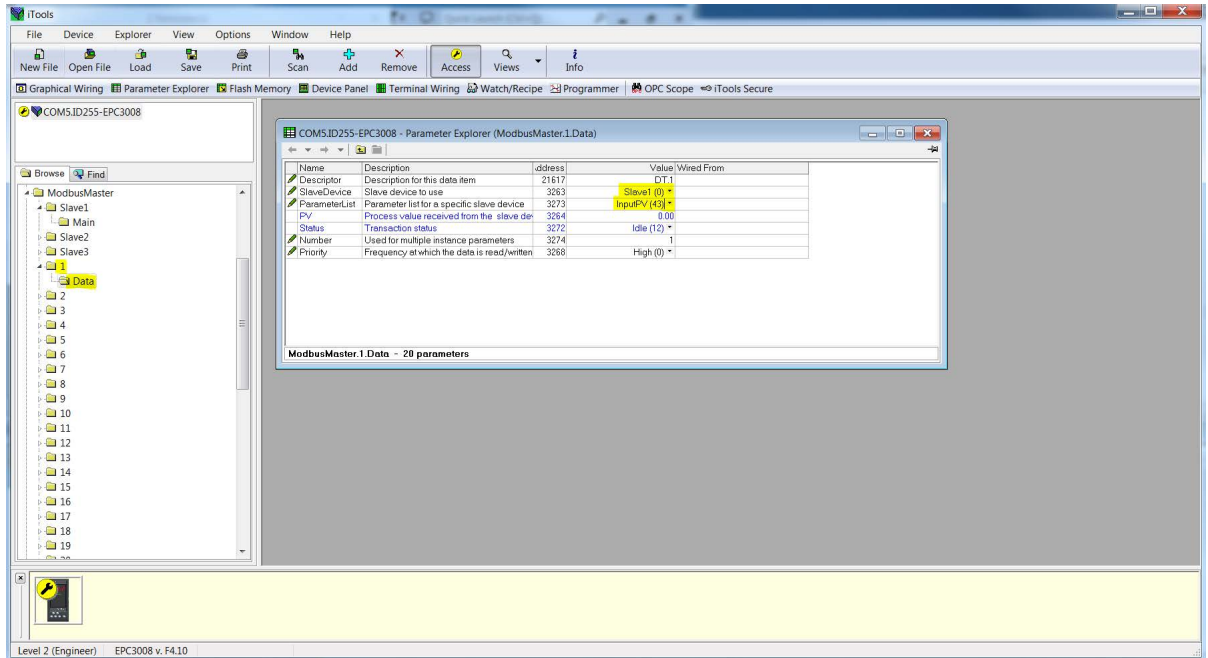 iTools
File Device Explorer View Options Window Help
New File Open File Load Save Print Scan Add Remove Access Views Info
Graphical Wiring Parameter Explorer Flash Memory Device Panel Terminal Wiring Watch/Recipe Programmer OPC Scope iTools Secure
COM5.ID255-EPC3008
Browse Find
ModbusMaster
Slave1
Main
Slave2
Slave3
1
Data
2
3
4
5
6
7
8
9
10
11
12
13
14
15
16
17
18
19
COM5.ID255-EPC3008 - Parameter Explorer (ModbusMaster.1.Data)
Name Description ddress Value Wired From
Descriptor Description for this data item 21617 DT.1
SlaveDevice Slave device to use 3263 Slave1 (0)
ParameterList Parameter list for a specific slave device 3273 InputPV (43)
PV Process value received from the slave dev 3264 0.00
Status Transaction status 3272 Idle (12)
Number Used for multiple instance parameters 3274 1
Priority Frequency at which the data is read/written 3268 High (0)
ModbusMaster.1.Data - 20 parameters
Level 2 (Engineer) EPC3008 v. F4.10